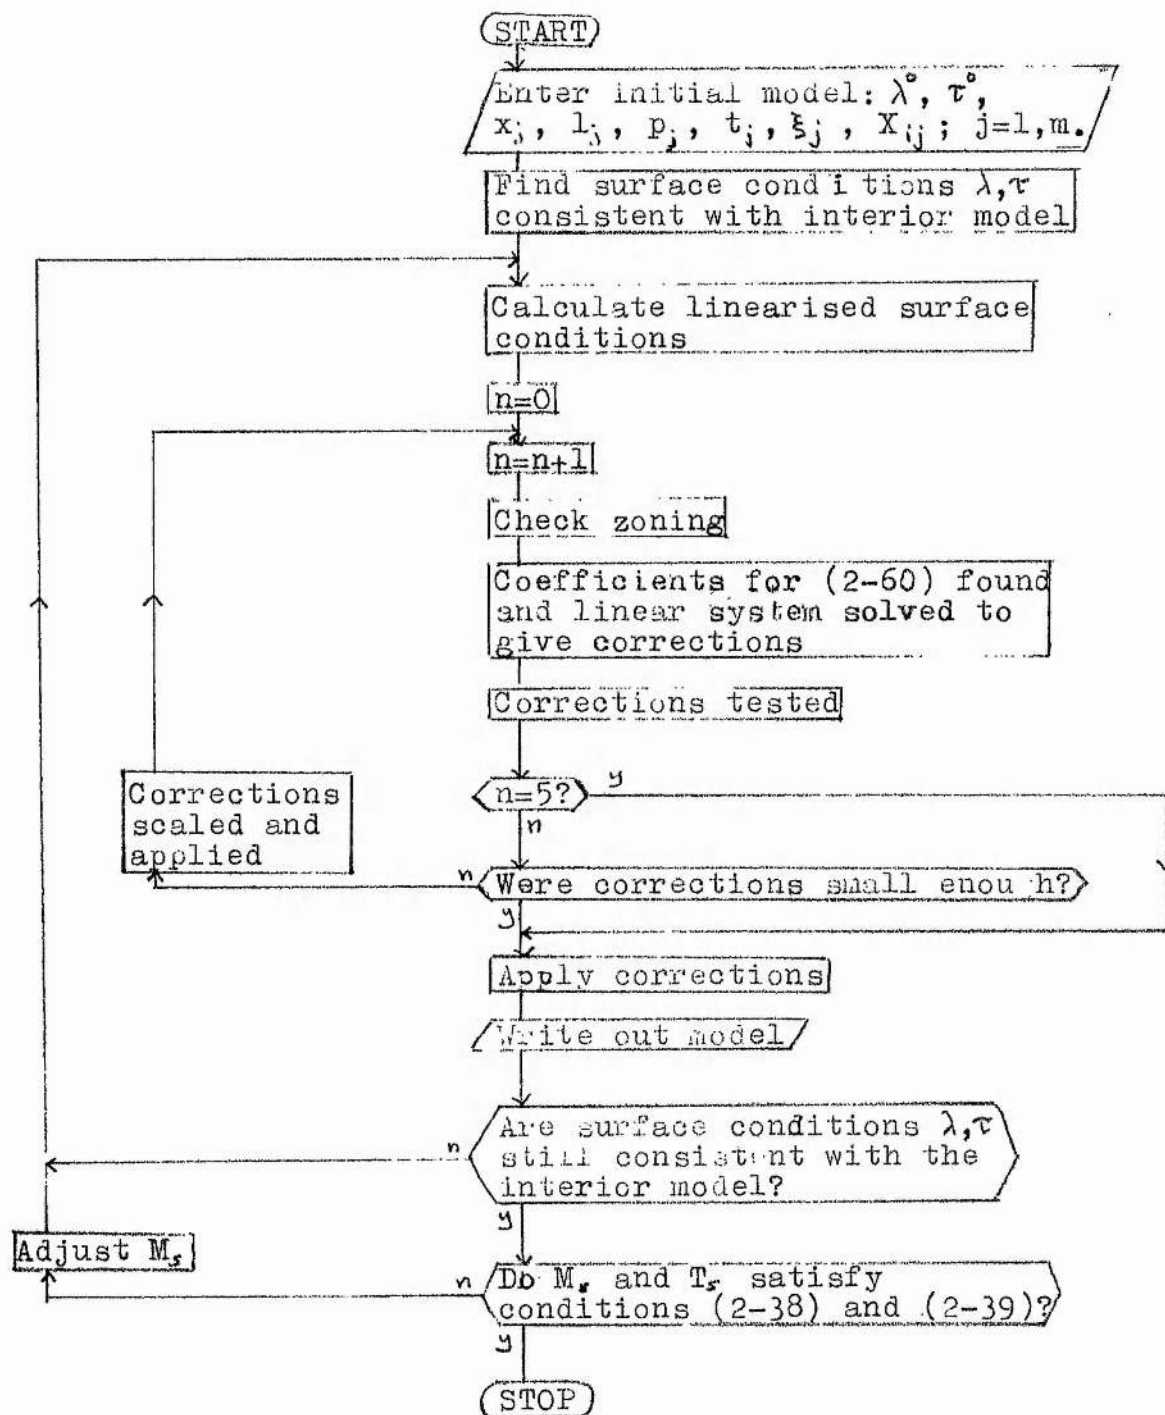 START
Enter initial model: λ°, τ°,
xⱼ, lⱼ, pⱼ, tⱼ, ξⱼ, Xᵢⱼ; j=1,m.
Find surface conditions λ,τ
consistent with interior model
Calculate linearised surface
conditions
n=0
n=n+1
Check zoning
Coefficients for (2-60) found
and linear system solved to
give corrections
Corrections tested
n=5?
y
n
Corrections
scaled and
applied
n
Were corrections small enou h?
y
Apply corrections
Write out model
Are surface conditions λ,τ
still consistent with the
interior model?
n
y
Adjust Mₛ
n
Do Mₛ and Tₛ satisfy
conditions (2-38) and (2-39)?
y
STOP